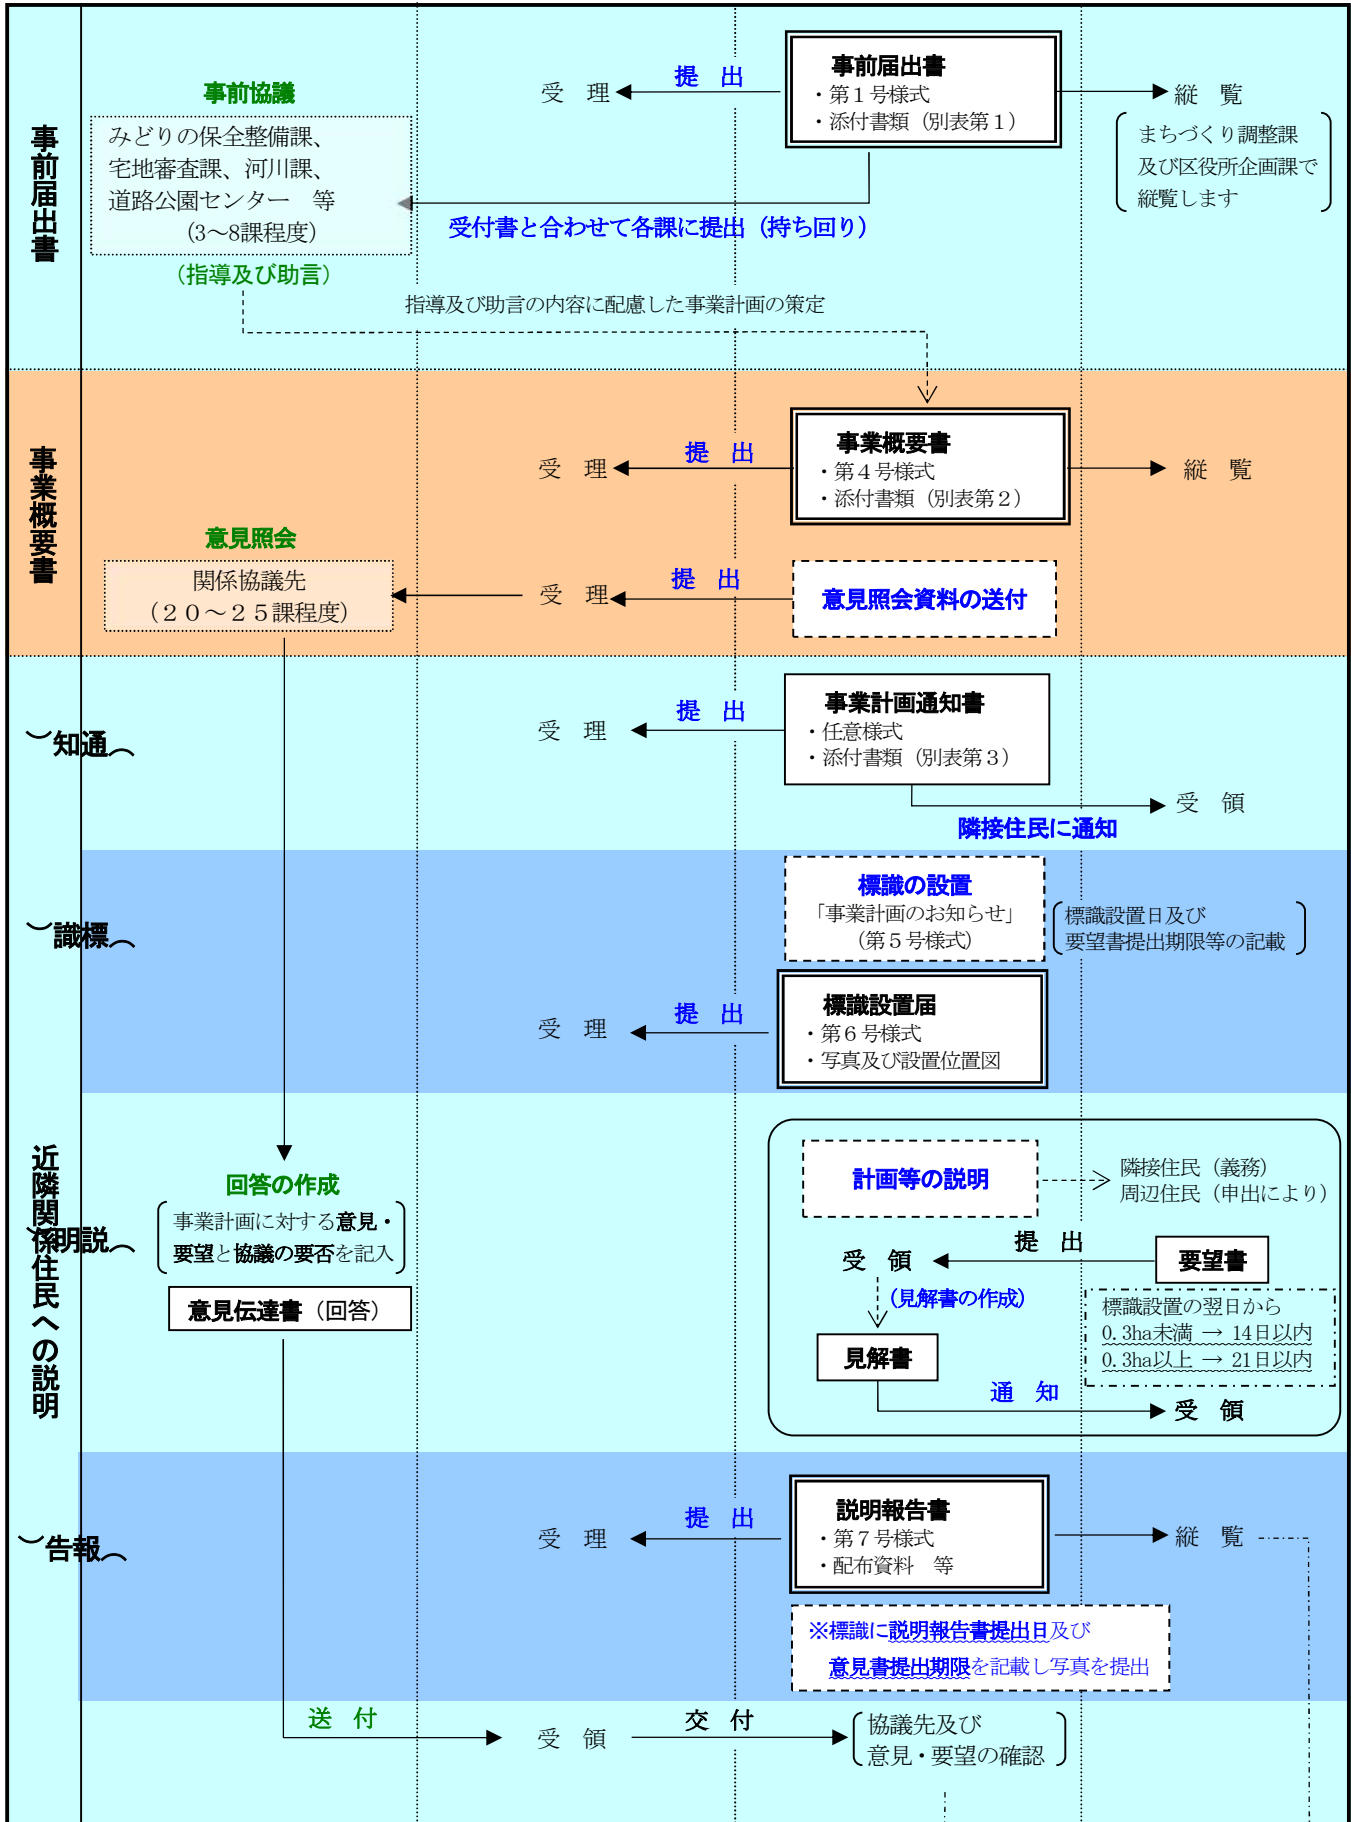 事前届出書
事前協議
みどりの保全整備課、
宅地審査課、河川課、
道路公園センター　等
(3～8課程度)
（指導及び助言）
受　理
提　出
事前届出書
・第１号様式
・添付書類（別表第１）
縦　覧
まちづくり調整課
及び区役所企画課で
縦覧します
受付書と合わせて各課に提出（持ち回り）
指導及び助言の内容に配慮した事業計画の策定
事業概要書
受　理
提　出
事業概要書
・第４号様式
・添付書類（別表第２）
縦　覧
意見照会
関係協議先
（２０～２５課程度）
受　理
提　出
意見照会資料の送付
近隣関係住民への説明
（通知）
受　理
提　出
事業計画通知書
・任意様式
・添付書類（別表第３）
受　領
隣接住民に通知
（標識）
標識の設置
「事業計画のお知らせ」
（第５号様式）
標識設置日及び
要望書提出期限等の記載
受　理
提　出
標識設置届
・第６号様式
・写真及び設置位置図
（説明）
回答の作成
事業計画に対する意見・
要望と協議の要否を記入
意見伝達書（回答）
計画等の説明
隣接住民（義務）
周辺住民（申出により）
受　領
提　出
要望書
（見解書の作成）
標識設置の翌日から
0.3ha未満 → 14日以内
0.3ha以上 → 21日以内
見解書
通　知
受　領
（報告）
受　理
提　出
説明報告書
・第７号様式
・配布資料　等
縦　覧
※標識に説明報告書提出日及び
意見書提出期限を記載し写真を提出
送　付
受　領
交　付
協議先及び
意見・要望の確認